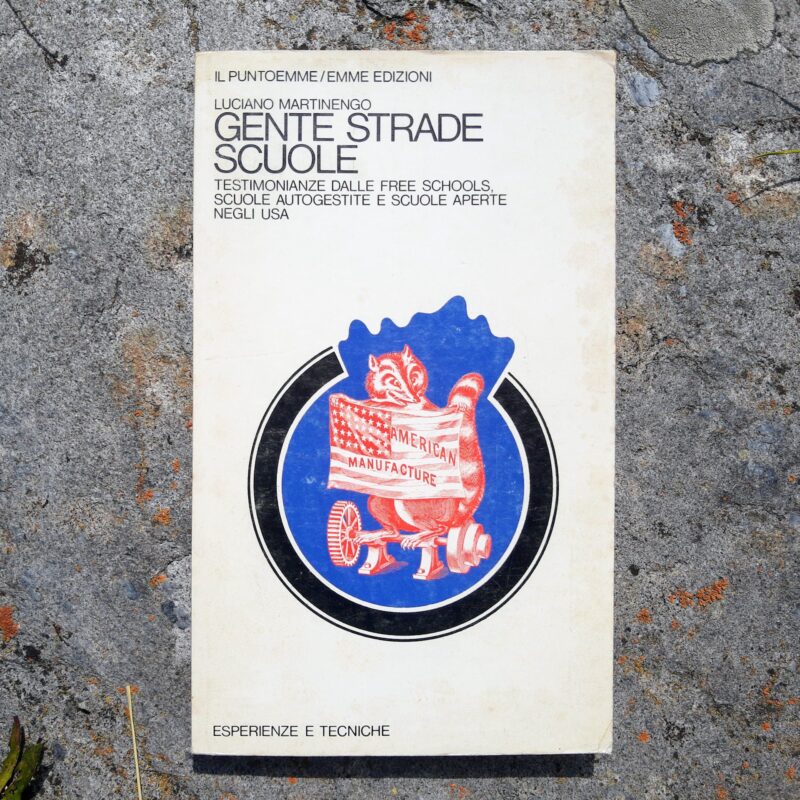 IL PUNTOEMME/EMME EDIZIONI
LUCIANO MARTINENGO
GENTE STRADE
SCUOLE
TESTIMONIANZE DALLE FREE SCHOOLS,
SCUOLE AUTOGESTITE E SCUOLE APERTE
NEGLI USA
AMERICAN
MANUFACTURE
ESPERIENZE E TECNICHE